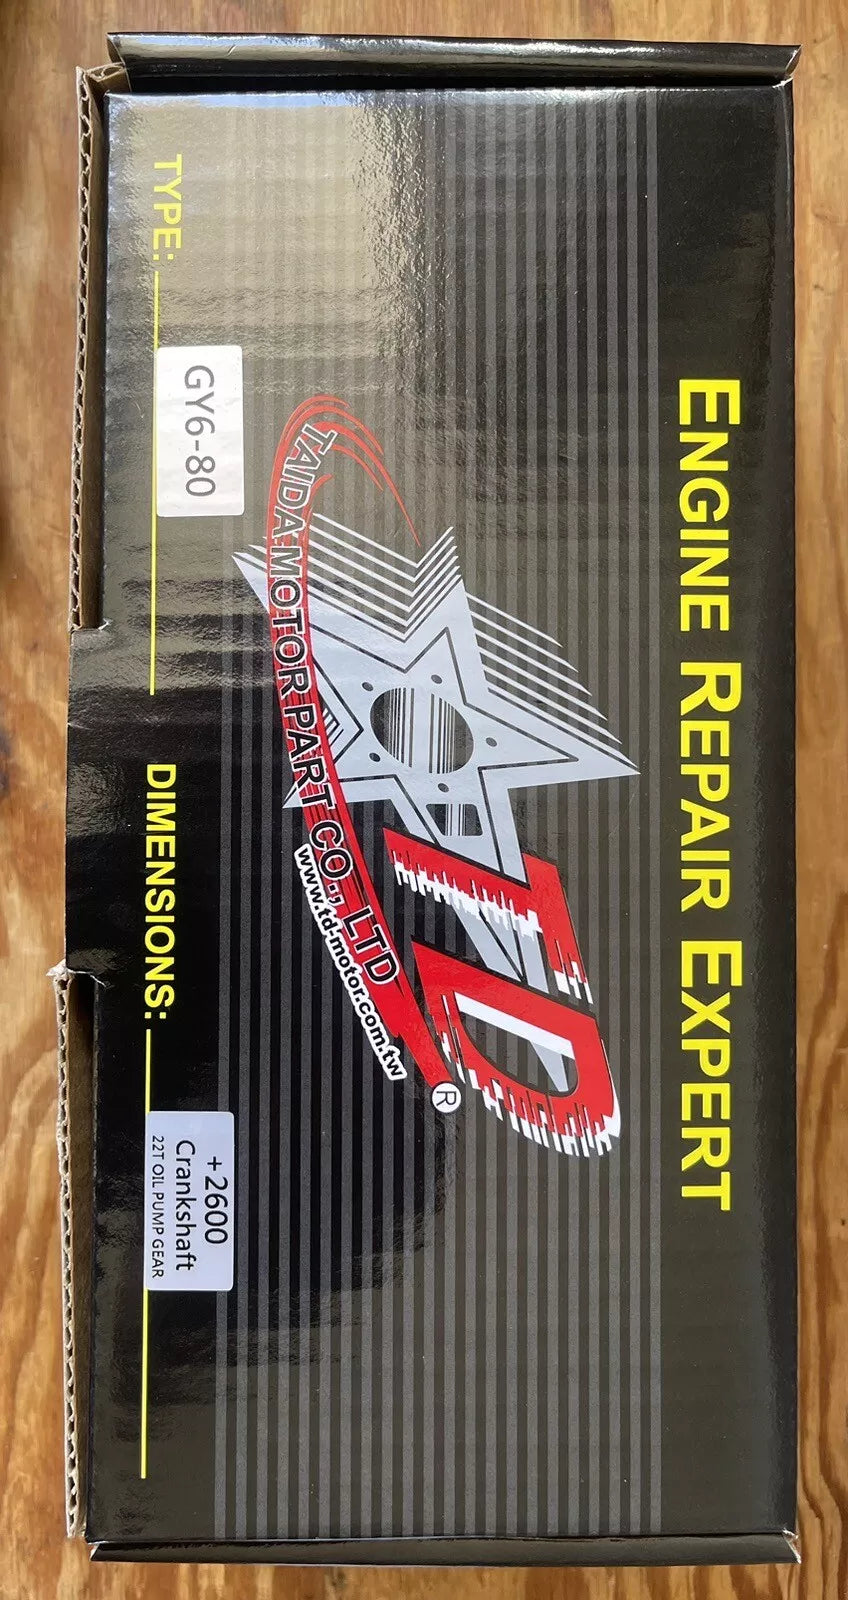 ENGINE REPAIR EXPERT
TD
TAIDA MOTOR PART CO., LTD
www.td-motor.com.tw
®
TYPE:
GY6-80
DIMENSIONS:
+2600
Crankshaft
22T OIL PUMP GEAR